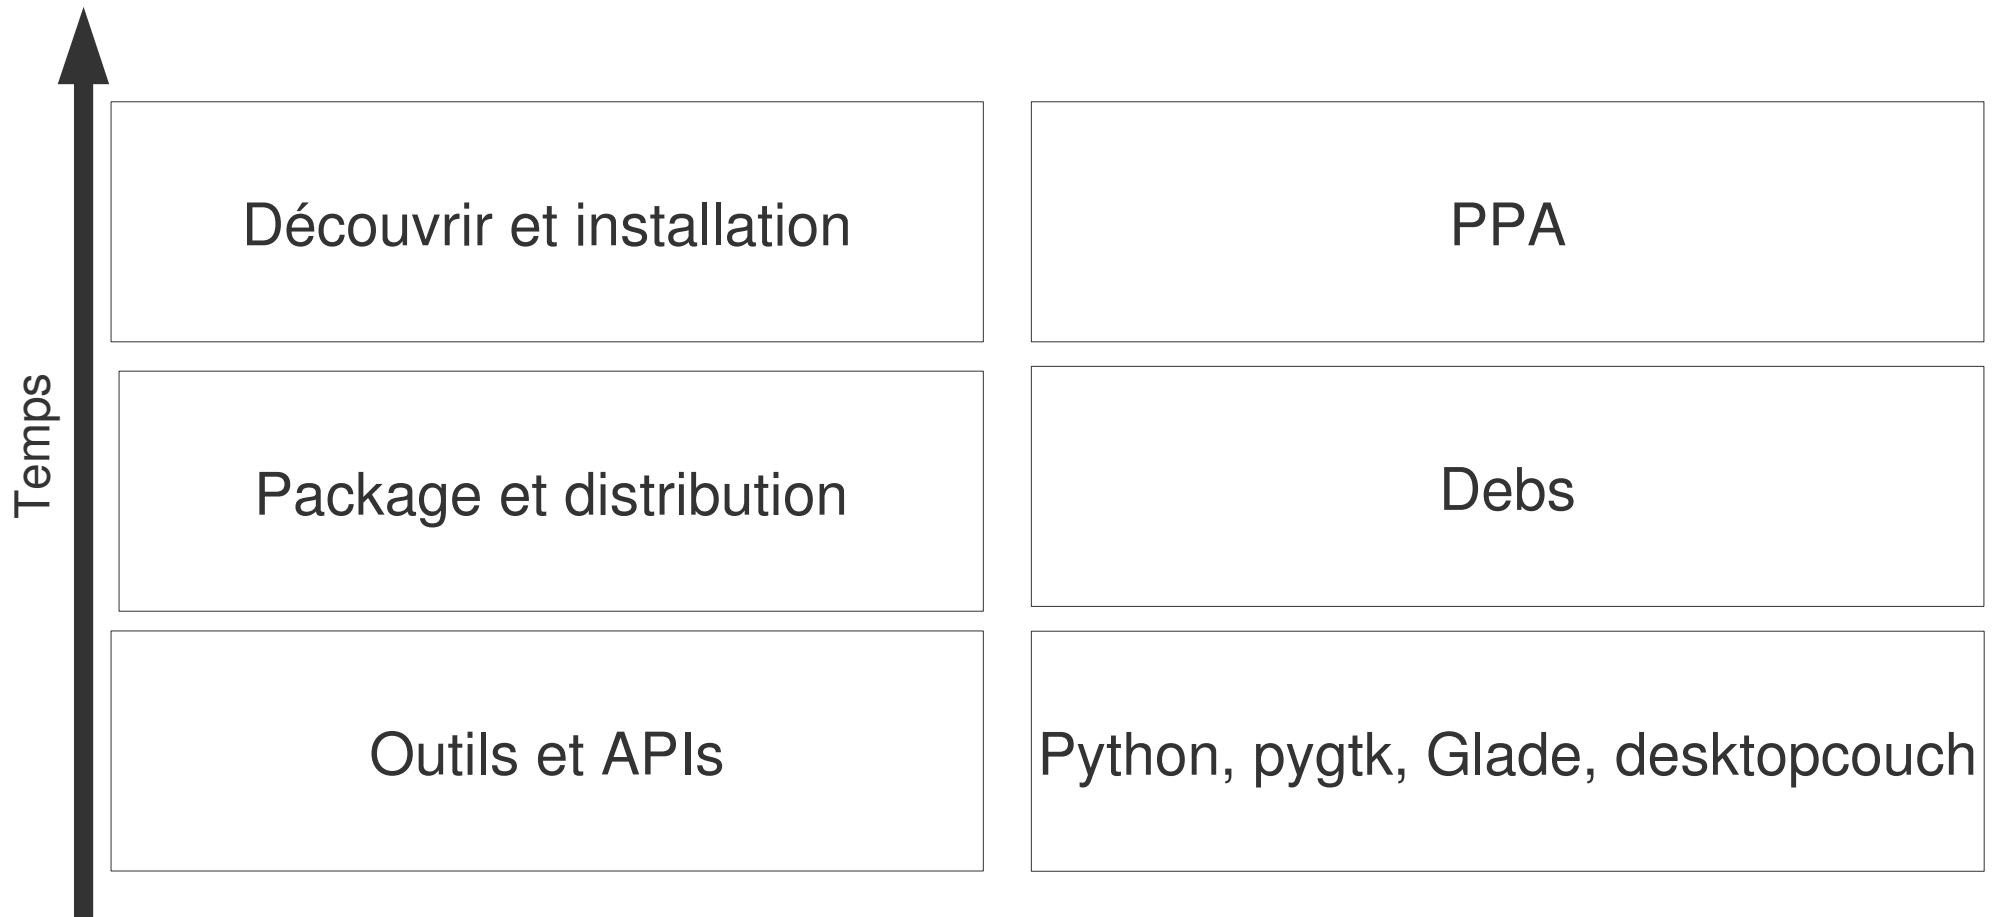 Découvrir et installation
PPA
Temps
Package et distribution
Debs
Outils et APIs
Python, pygtk, Glade, desktopcouch